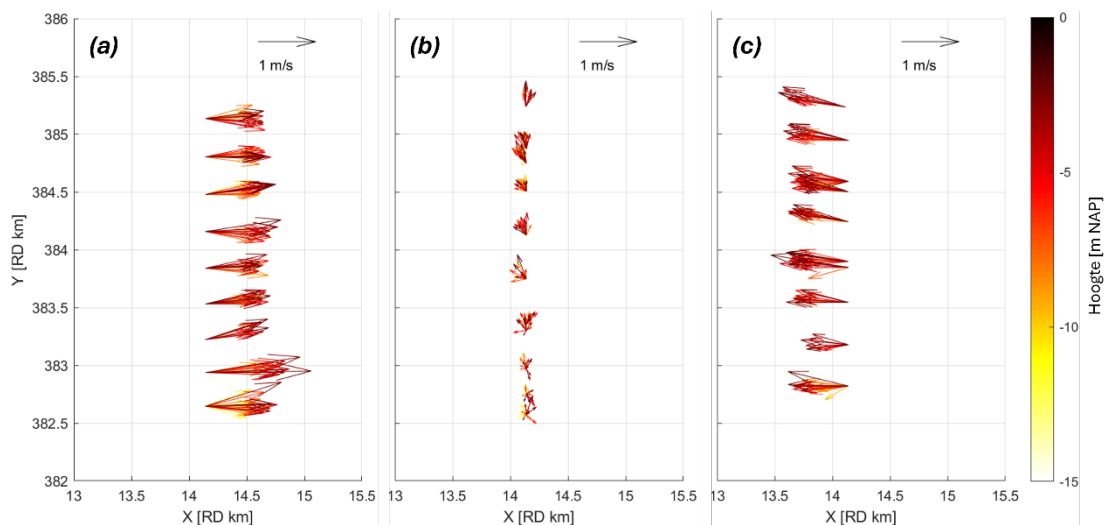 (a)
1 m/s
(b)
1 m/s
(c)
1 m/s
386
385.5
385
384.5
384
383.5
383
382.5
382
Y [RD km]
13 13.5 14 14.5 15 15.5
X [RD km]
13 13.5 14 14.5 15 15.5
X [RD km]
13 13.5 14 14.5 15 15.5
X [RD km]
0
-5
-10
-15
Hoogte [m NAP]